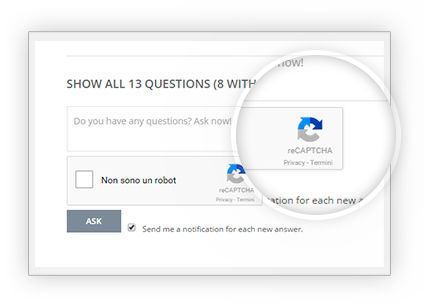 now!
SHOW ALL 13 QUESTIONS (8 WITH
Do you have any questions? Ask now!
reCAPTCHA
Privacy - Termini
Non sono un robot
reCAPTCHA
Privacy - Termini
cation for each new a
ASK
Send me a notification for each new answer.